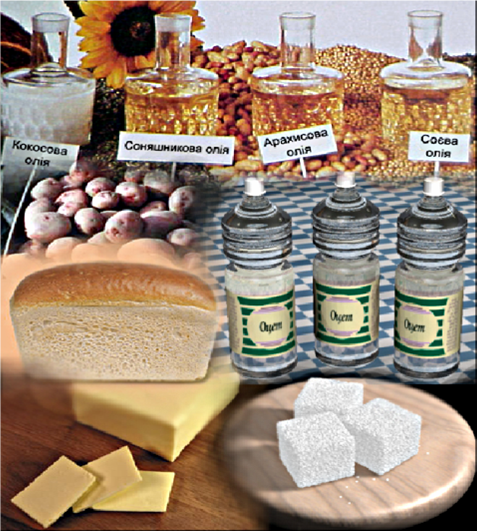 Кокосова
олія
Соняшникова олія
Арахисова
олія
Соєва
олія
Оцет
Оцет
Оцет